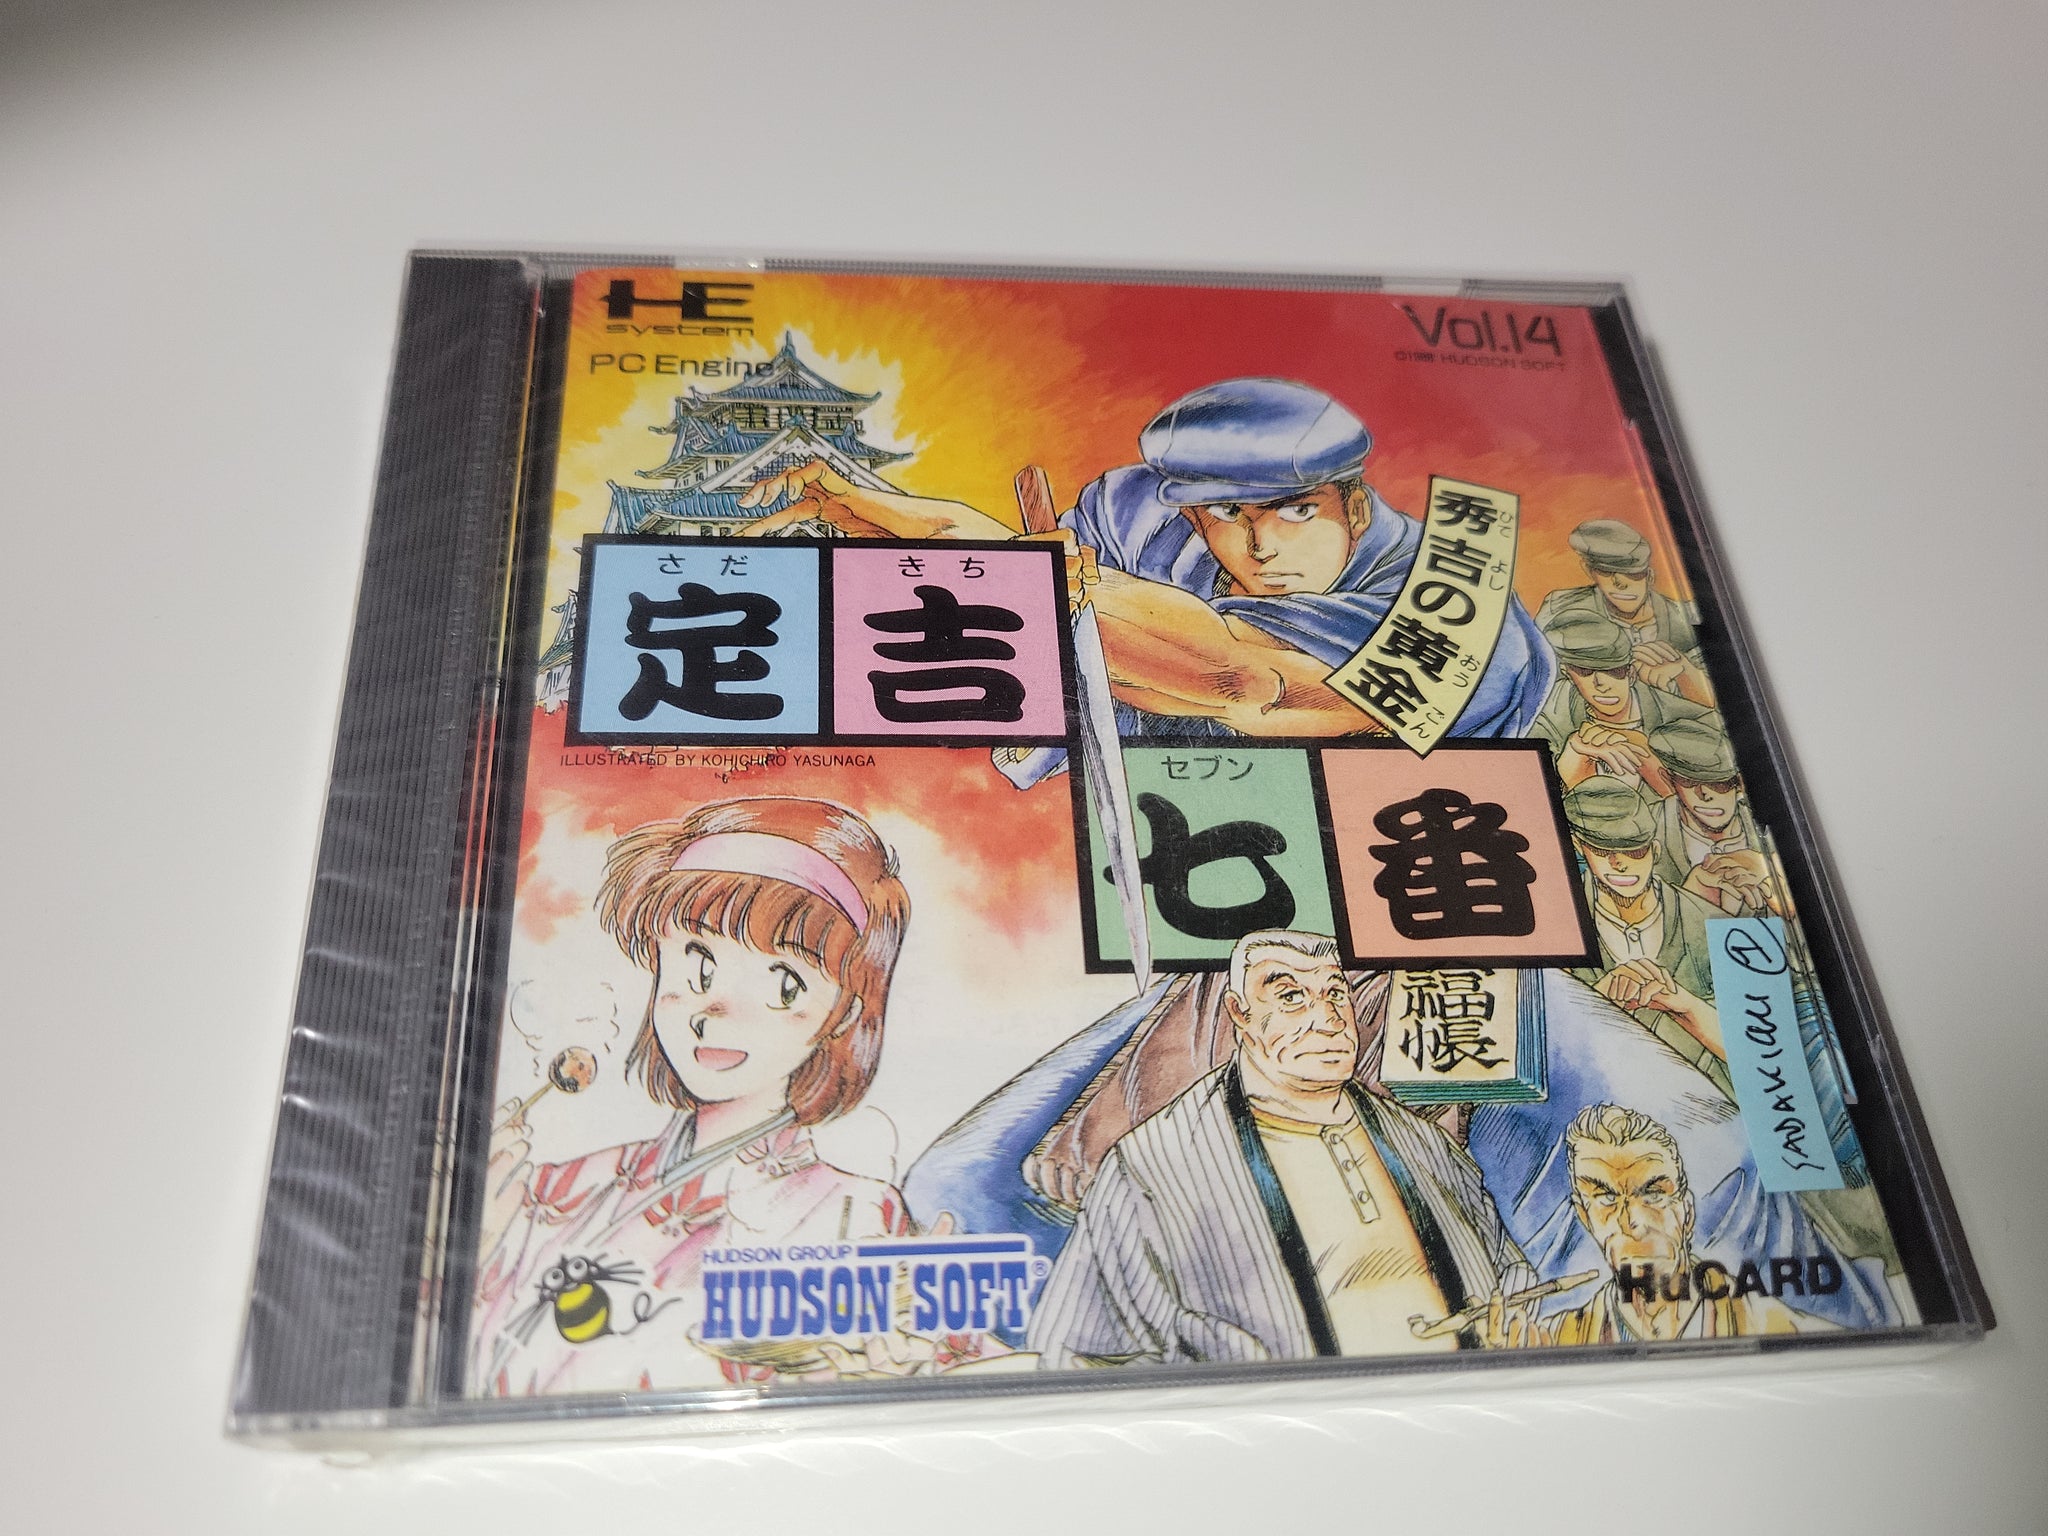 HE
system
PC Engine
Vol.14
HUDSON SOFT
秀吉の黄金
ひで よし おう ごん
さだ きち
定吉
ILLUSTRATED BY KOHICHIRO YASUNAGA
セブン
七番
福帳
SADAKICHI 7
HUDSON GROUP
HUDSON SOFT®
HuCARD